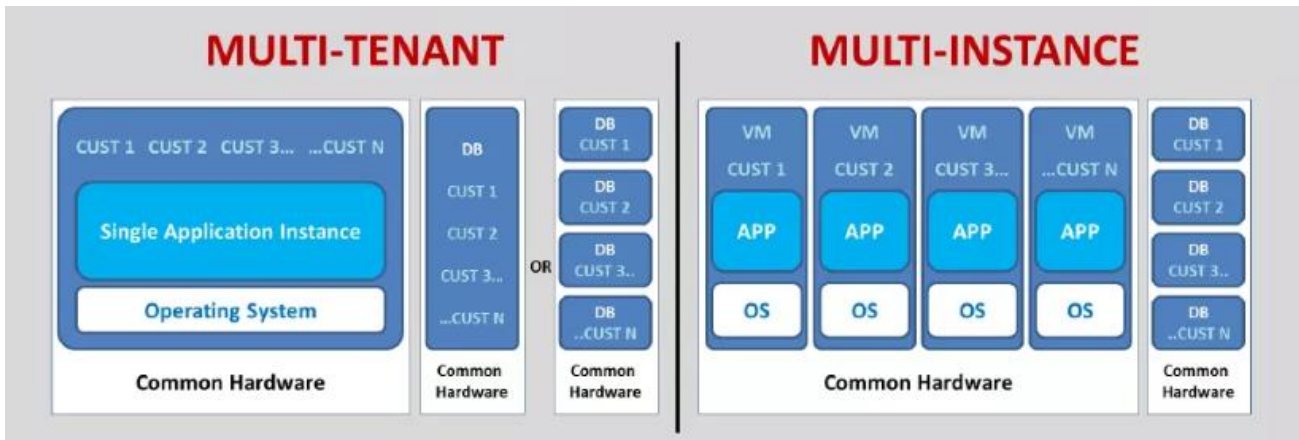 MULTI-TENANT
CUST 1 CUST 2 CUST 3... ...CUST N
Single Application Instance
Operating System
Common Hardware
DB
CUST 1
CUST 2
CUST 3...
...CUST N
Common
Hardware
OR
DB
CUST 1
DB
CUST 2
DB
CUST 3..
DB
..CUST N
Common
Hardware
MULTI-INSTANCE
VM
CUST 1
APP
OS
VM
CUST 2
APP
OS
VM
CUST 3...
APP
OS
VM
...CUST N
APP
OS
Common Hardware
DB
CUST 1
DB
CUST 2
DB
CUST 3..
DB
..CUST N
Common
Hardware